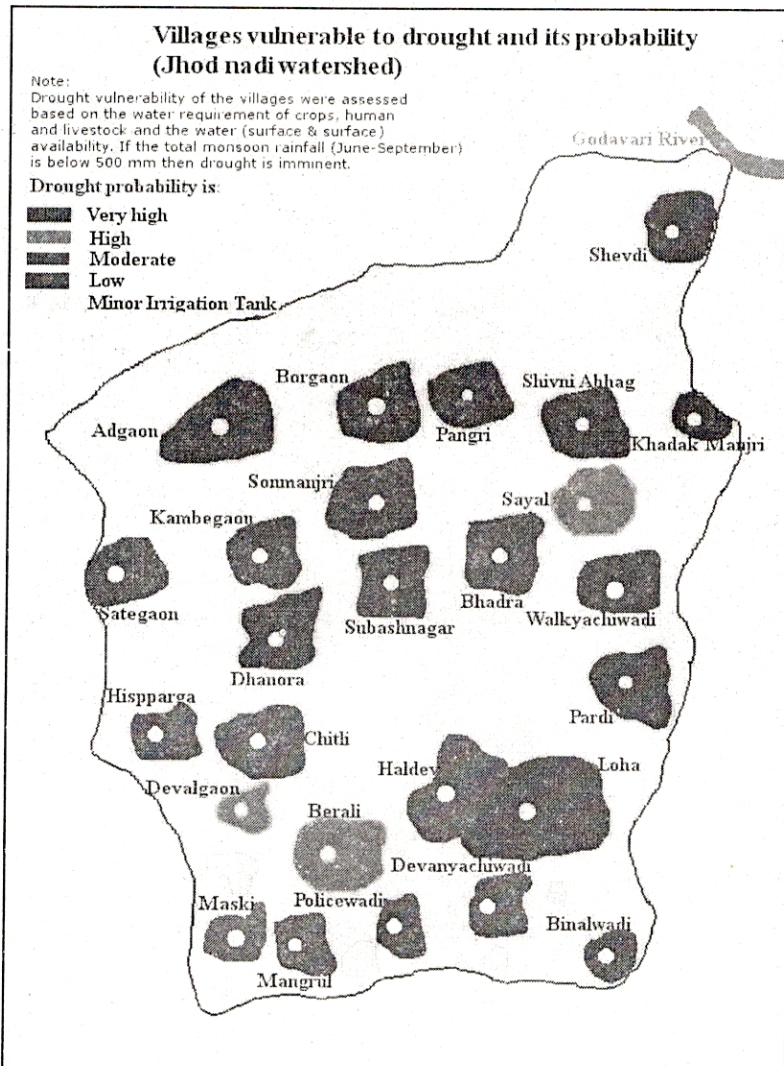 Villages vulnerable to drought and its probability
(Jhod nadi watershed)
Note:
Drought vulnerability of the villages were assessed
based on the water requirement of crops, human
and livestock and the water (surface & surface)
availability. If the total monsoon rainfall (June-September)
is below 500 mm then drought is imminent.
Godavari River
Drought probability is:
Very high
High
Moderate
Low
Minor Irrigation Tank
Shevdi
Borgaon
Shivni Abhag
Adgaon
Pangri
Khadak Manjri
Sonmanjri
Sayal
Kambegaon
Sategaon
Subashnagar
Bhadra
Walkyachiwadi
Dhanora
Hispparga
Pardi
Chitli
Haldev
Loha
Devalgaon
Berali
Devanyachiwadi
Maski
Policewadi
Binalwadi
Mangrul